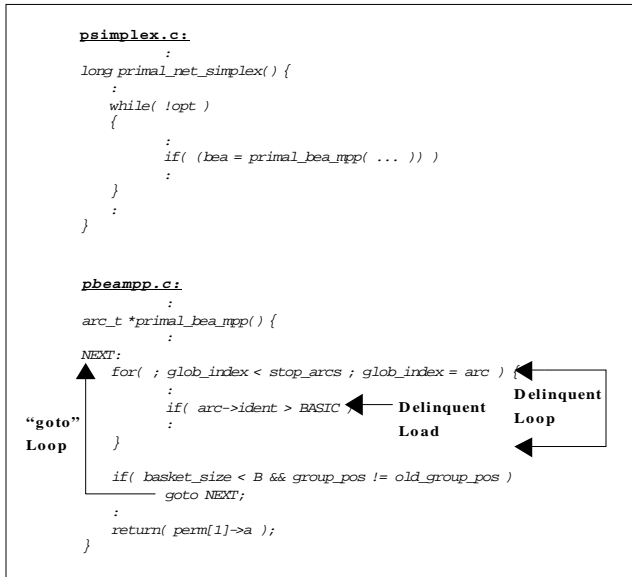 psimplex.c:
:
long primal_net_simplex() {
:
while( !opt )
{
:
if( (bea = primal_bea_mpp( ... )) )
:
}
:
}
pbeampp.c:
:
arc_t *primal_bea_mpp() {
:
NEXT:
for( ; glob_index < stop_arcs ; glob_index = arc ) {
:
if( arc->ident > BASIC )
:
}
Delinquent
Load
Delinquent
Loop
“goto”
Loop
if( basket_size < B && group_pos != old_group_pos )
goto NEXT;
:
return( perm[1]->a );
}